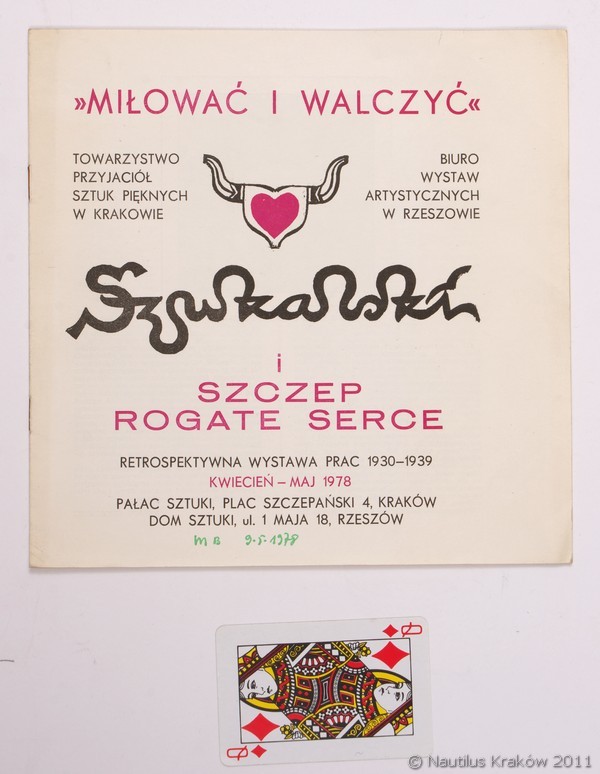 »MIŁOWAĆ I WALCZYĆ«
TOWARZYSTWO
PRZYJACIÓŁ
SZTUK PIĘKNYCH
W KRAKOWIE
BIURO
WYSTAW
ARTYSTYCZNYCH
W RZESZOWIE
Szukalski
i
SZCZEP
ROGATE SERCE
RETROSPEKTYWNA WYSTAWA PRAC 1930–1939
KWIECIEŃ – MAJ 1978
PAŁAC SZTUKI, PLAC SZCZEPAŃSKI 4, KRAKÓW
DOM SZTUKI, ul. 1 MAJA 18, RZESZÓW
MB 9-5-1978
Q
Q
© Nautilus Kraków 2011